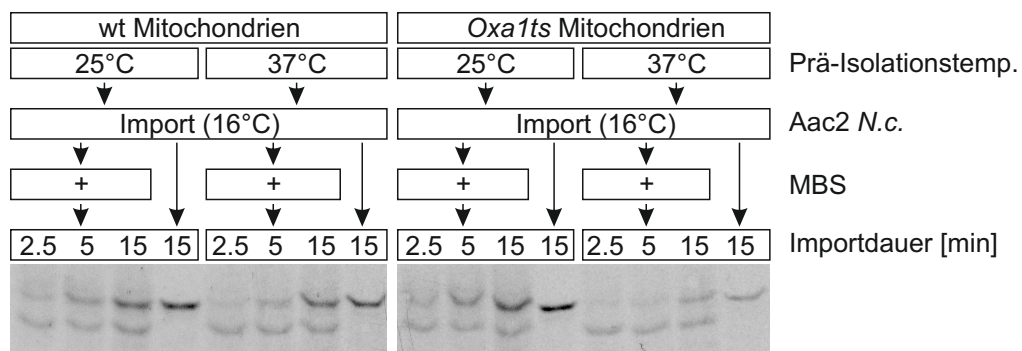 wt Mitochondrien Oxa1ts Mitochondrien
25°C 37°C 25°C 37°C Prä-Isolationstemp.
Import (16°C) Import (16°C) Aac2 N.c.
+ + + + MBS
2.5 5 15 15 2.5 5 15 15 2.5 5 15 15 2.5 5 15 15 Importdauer [min]